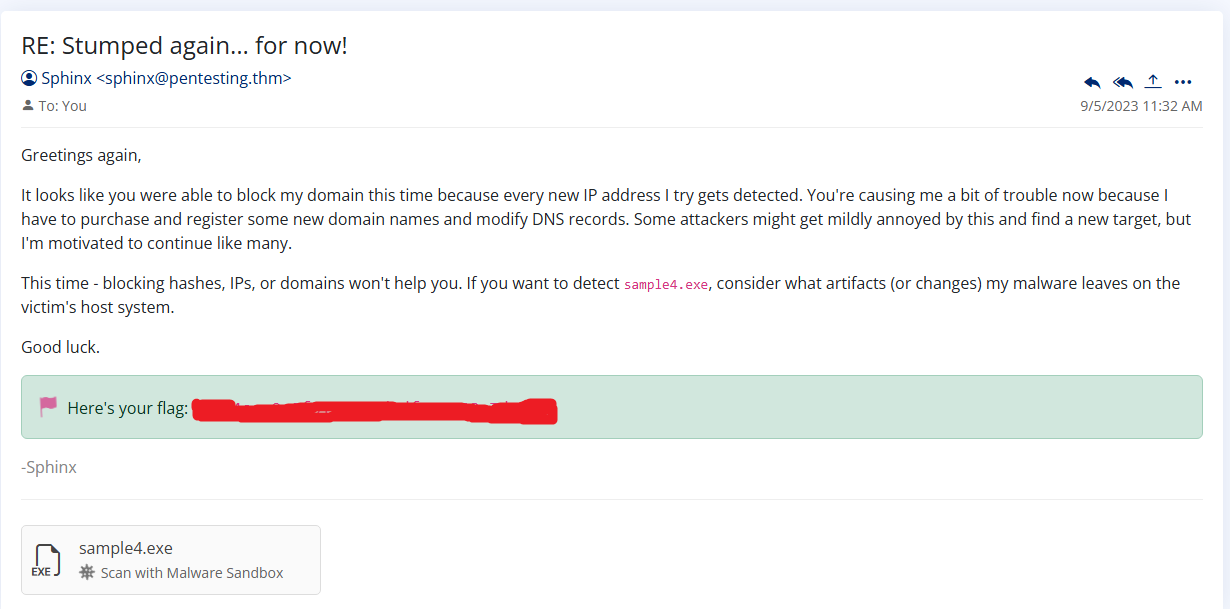 RE: Stumped again... for now!
Sphinx <sphinx@pentesting.thm>
To: You
9/5/2023 11:32 AM
Greetings again,
It looks like you were able to block my domain this time because every new IP address I try gets detected. You're causing me a bit of trouble now because I
have to purchase and register some new domain names and modify DNS records. Some attackers might get mildly annoyed by this and find a new target, but
I'm motivated to continue like many.
This time - blocking hashes, IPs, or domains won't help you. If you want to detect sample4.exe, consider what artifacts (or changes) my malware leaves on the
victim's host system.
Good luck.
Here's your flag:
-Sphinx
sample4.exe
EXE
Scan with Malware Sandbox